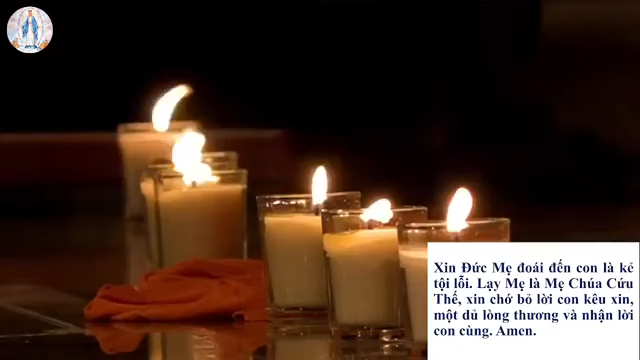 Xin Đức Mẹ đoái đến con là kẻ
tội lỗi. Lạy Mẹ là Mẹ Chúa Cứu
Thế, xin chớ bỏ lời con kêu xin,
một dủ lòng thương và nhận lời
con cùng. Amen.